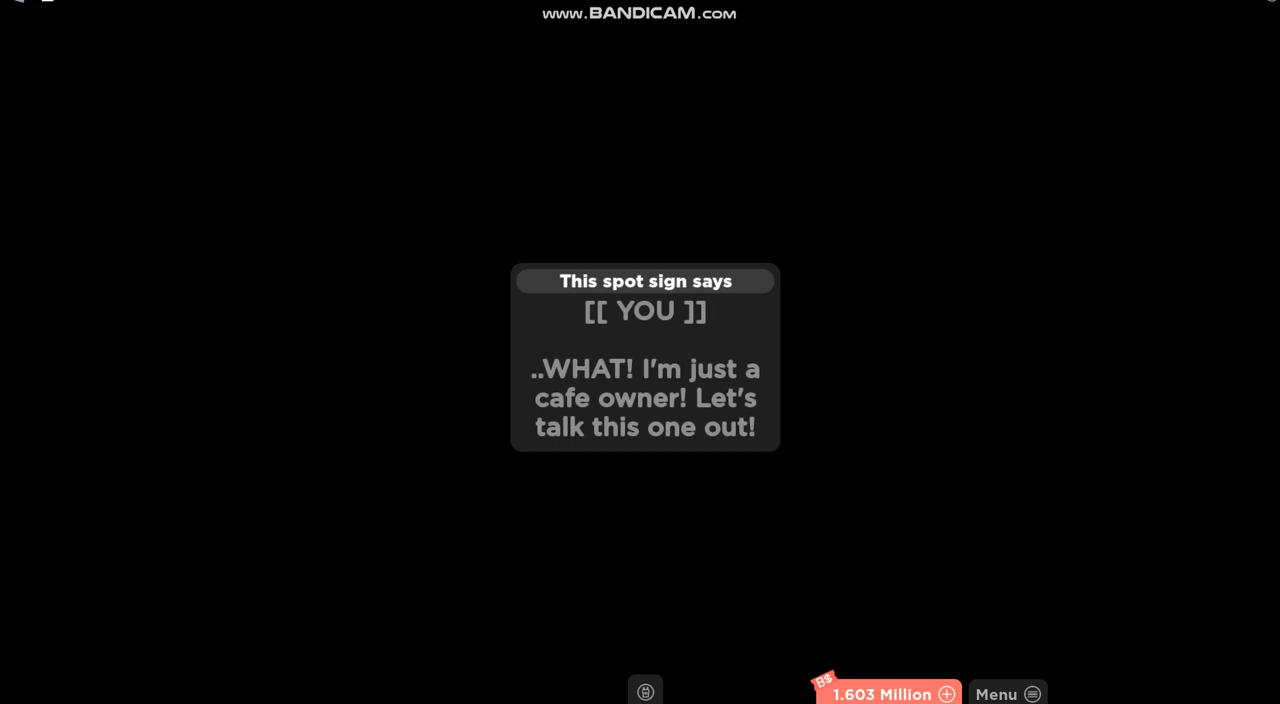 www.BANDICAM.com
This spot sign says
[[ YOU ]]
..WHAT! I'm just a
cafe owner! Let's
talk this one out!
B$
1.603 Million
Menu